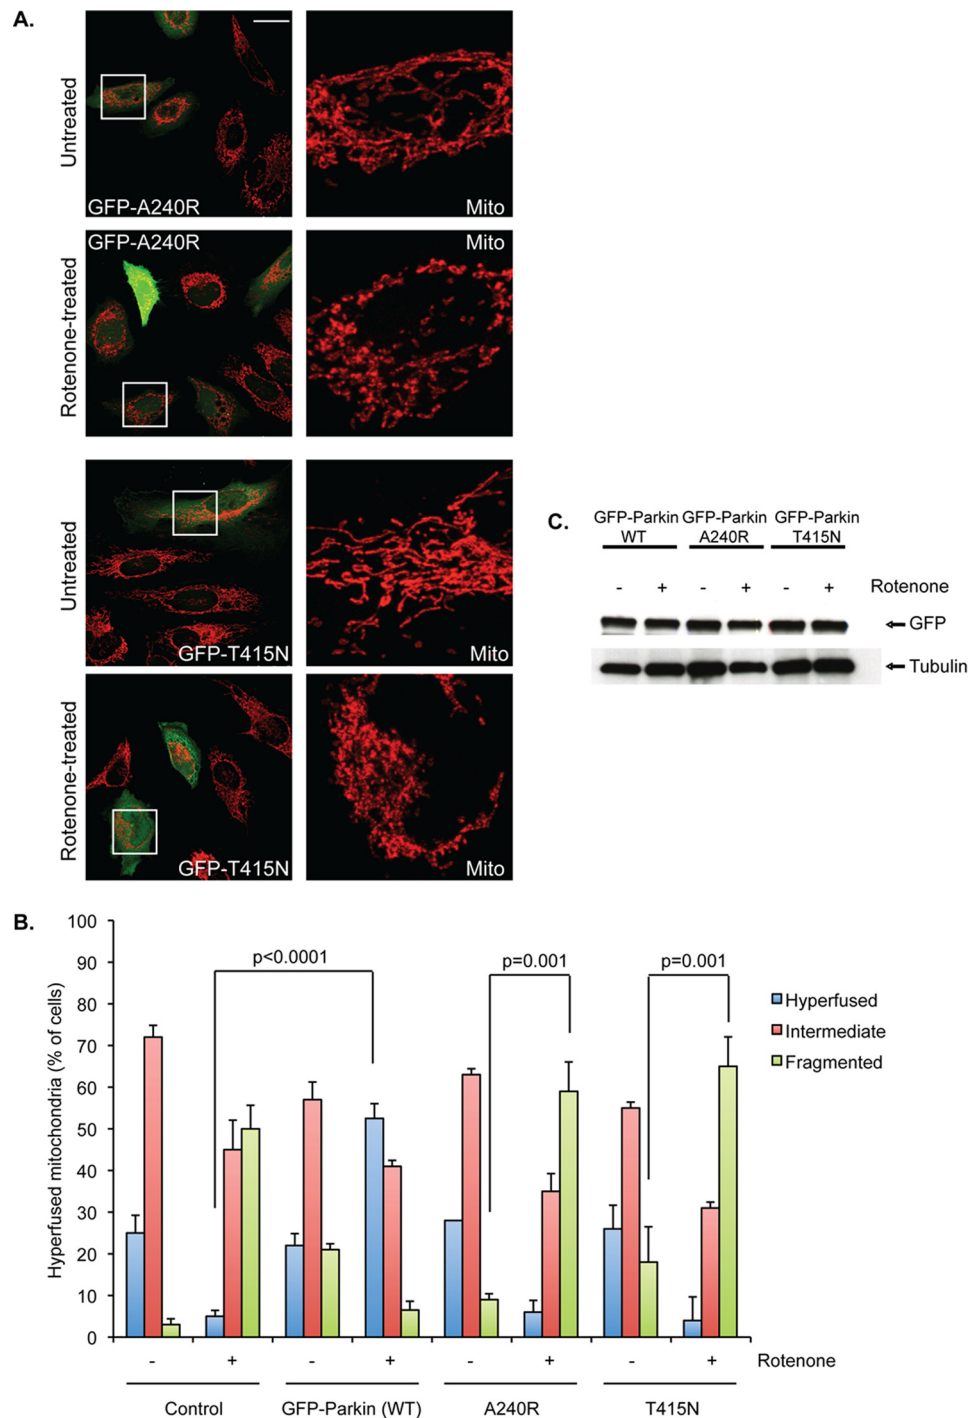 A.
Untreated
GFP-A240R
Mito
Rotenone-treated
GFP-A240R
Mito
Untreated
GFP-T415N
Mito
Rotenone-treated
GFP-T415N
Mito
C.
GFP-Parkin GFP-Parkin GFP-Parkin
WT A240R T415N
- + - + - + Rotenone
GFP
Tubulin
B.
Hyperfused mitochondria (% of cells)
100
90
80
70
60
50
40
30
20
10
0
p<0.0001
p=0.001
p=0.001
Hyperfused
Intermediate
Fragmented
- + - + - + - + Rotenone
Control GFP-Parkin (WT) A240R T415N